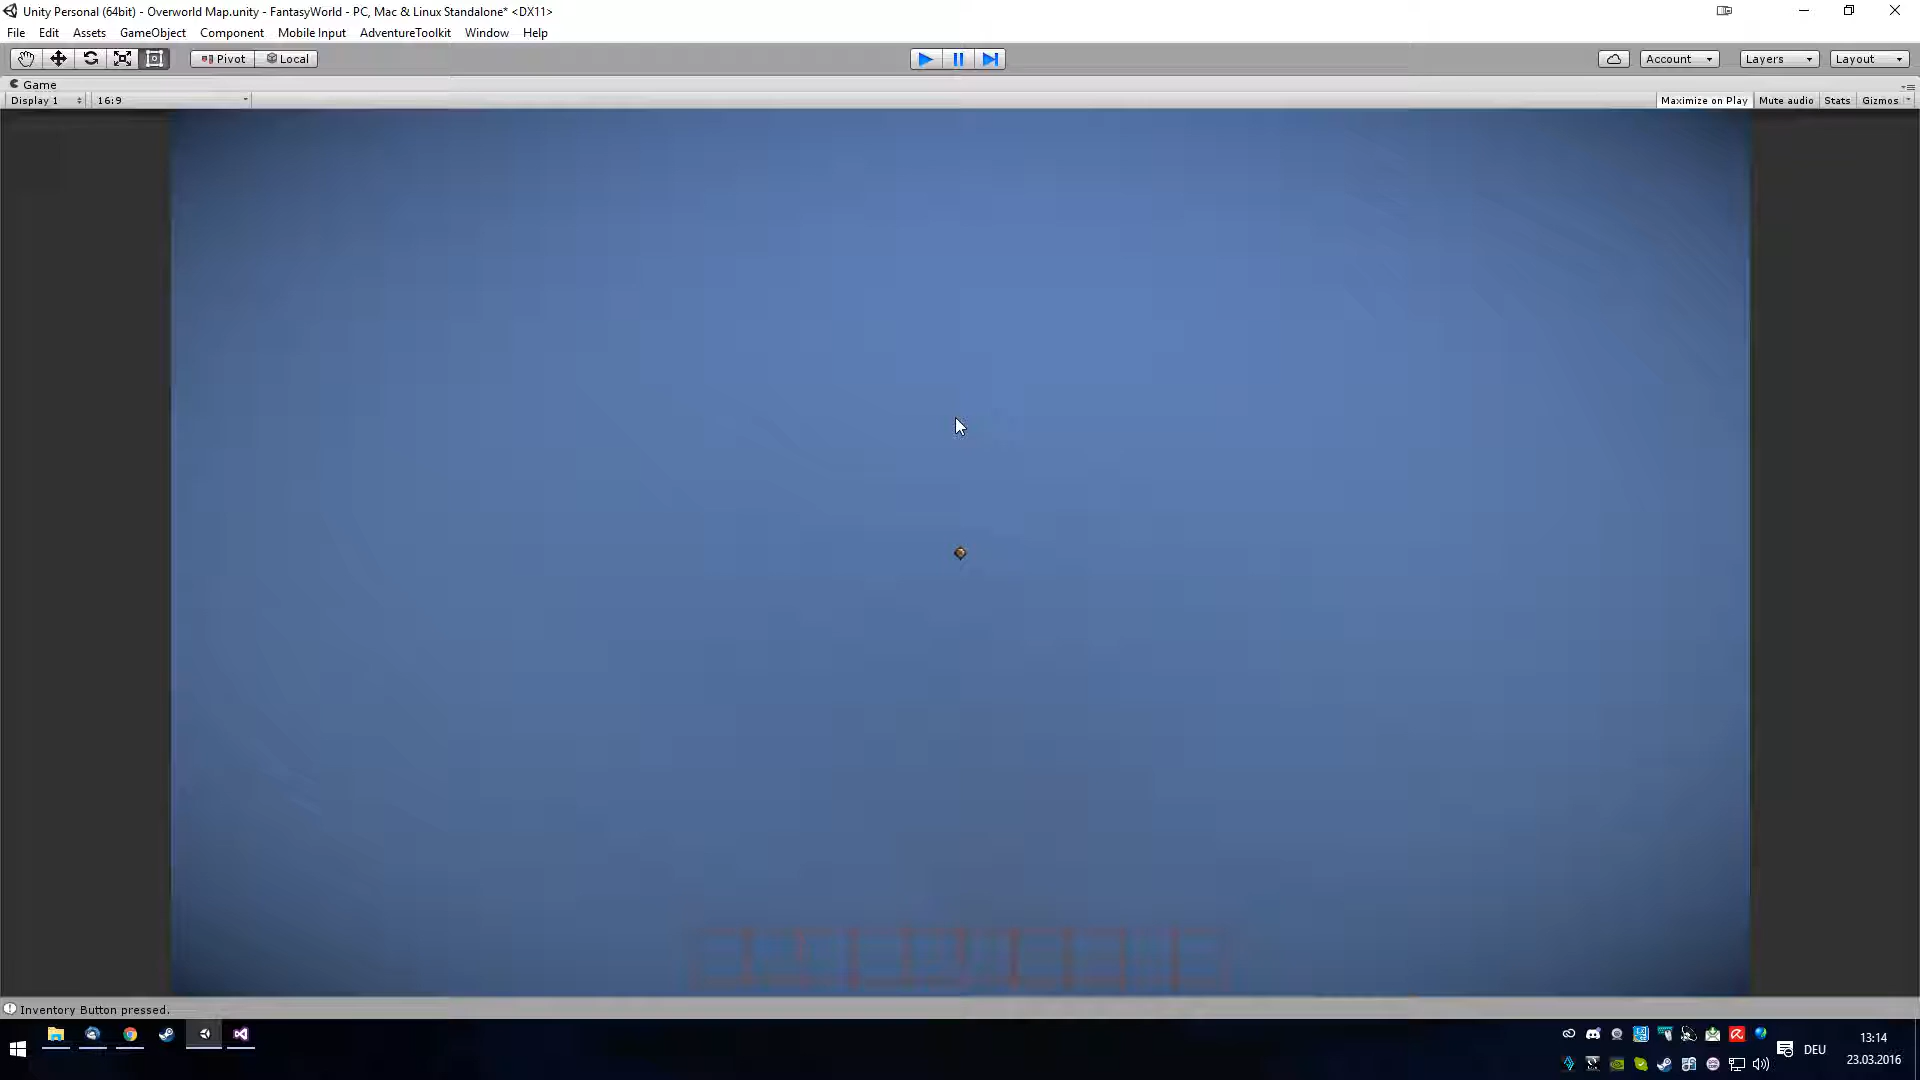 Unity Personal (64bit) - Overworld Map.unity - FantasyWorld - PC, Mac & Linux Standalone* <DX11>
File Edit Assets GameObject Component Mobile Input AdventureToolkit Window Help
Pivot Local Account Layers Layout
Game
Display 1 16:9 Maximize on Play Mute audio Stats Gizmos
Inventory Button pressed.
13:14
DEU
23.03.2016